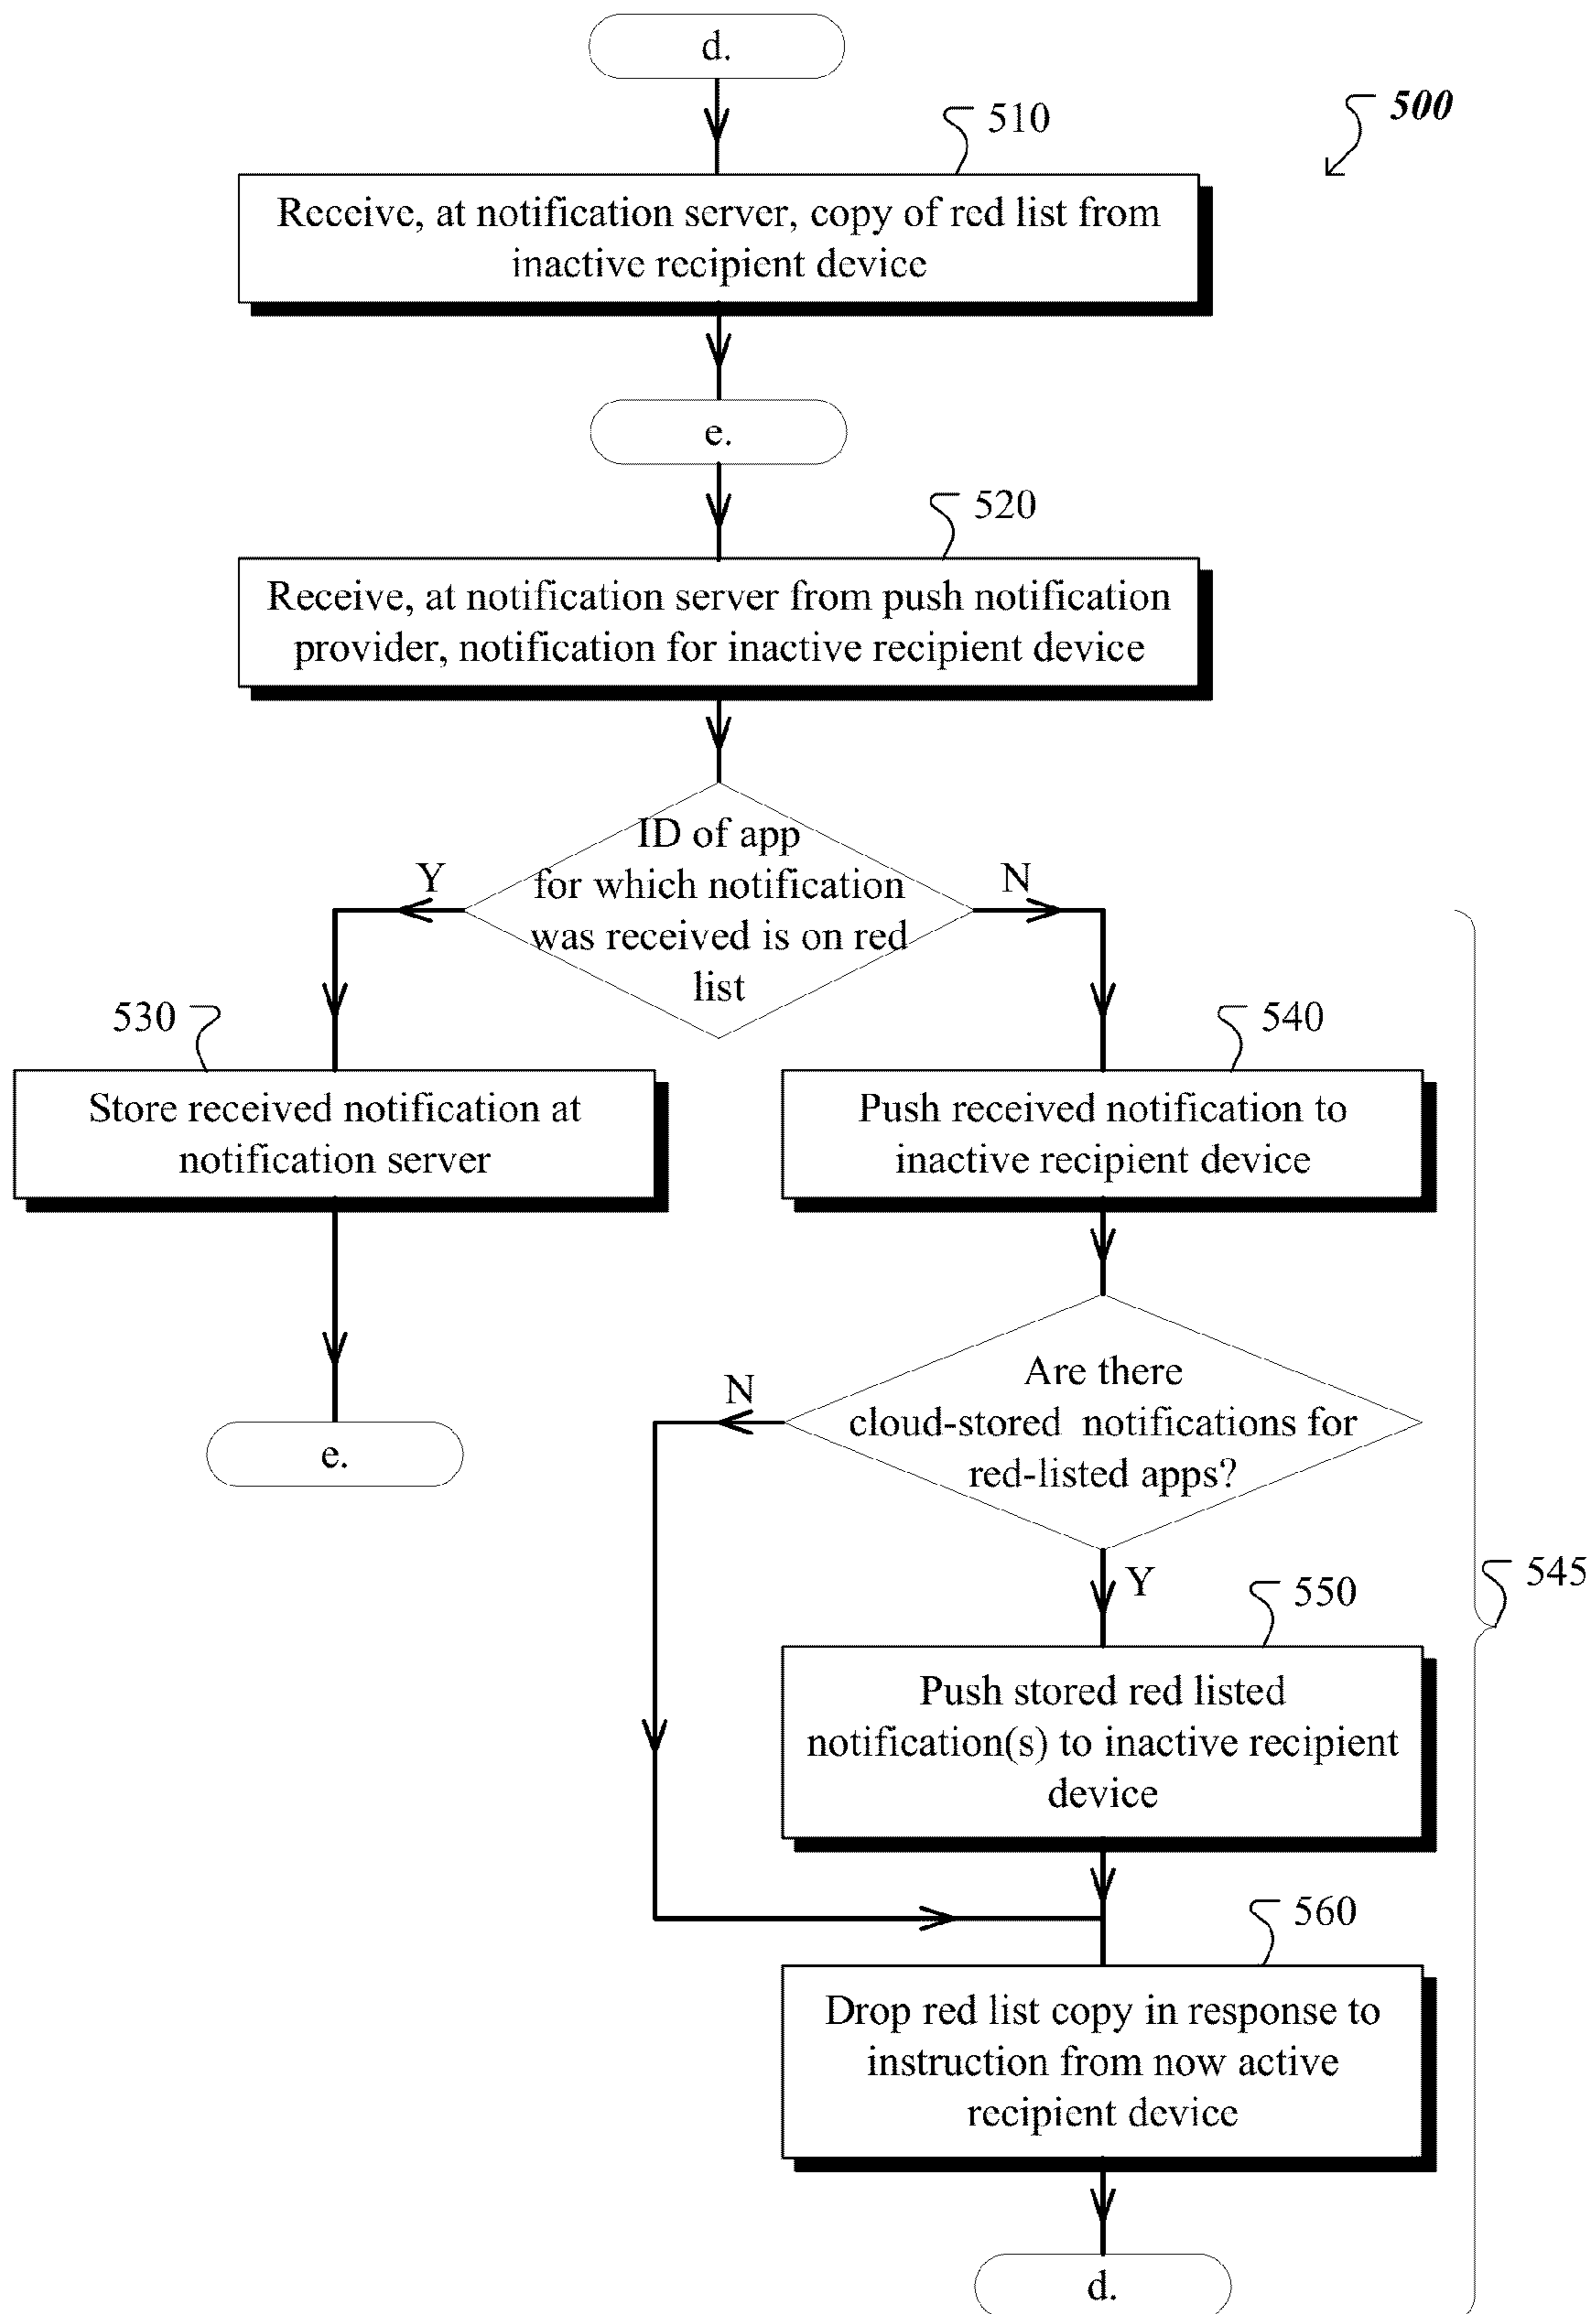 d.
500
510
Receive, at notification server, copy of red list from
inactive recipient device
e.
520
Receive, at notification server from push notification
provider, notification for inactive recipient device
ID of app
for which notification
was received is on red
list
Y
N
530
Store received notification at
notification server
e.
540
Push received notification to
inactive recipient device
Are there
cloud-stored notifications for
red-listed apps?
N
Y
545
550
Push stored red listed
notification(s) to inactive recipient
device
560
Drop red list copy in response to
instruction from now active
recipient device
d.